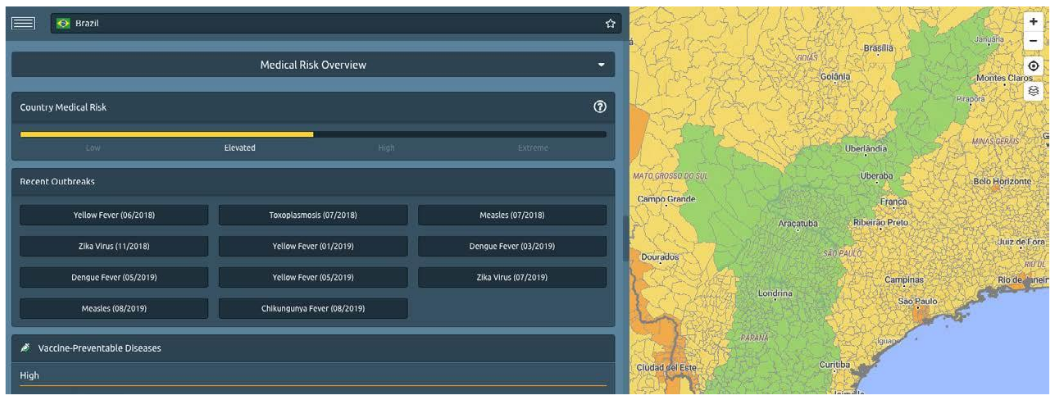 Brazil
Medical Risk Overview
Country Medical Risk
Low Elevated High Extreme
Recent Outbreaks
Yellow Fever (06/2018) Toxoplasmosis (07/2018) Measles (07/2018)
Zika Virus (11/2018) Yellow Fever (01/2019) Dengue Fever (03/2019)
Dengue Fever (05/2019) Yellow Fever (05/2019) Zika Virus (07/2019)
Measles (08/2019) Chikungunya Fever (08/2019)
Vaccine-Preventable Diseases
High
+
−
Januária
Brasília
GOIÁS
Goiânia
Montes Claros
Pirapora
Uberlândia
MINAS GERAIS
MATO GROSSO DO SUL
Uberaba
Belo Horizonte
Campo Grande
Franca
Araçatuba
Ribeirão Preto
Juiz de Fora
SÃO PAULO
Dourados
Campinas
Londrina
São Paulo
PARANÁ
Ciudad del Este
Curitiba